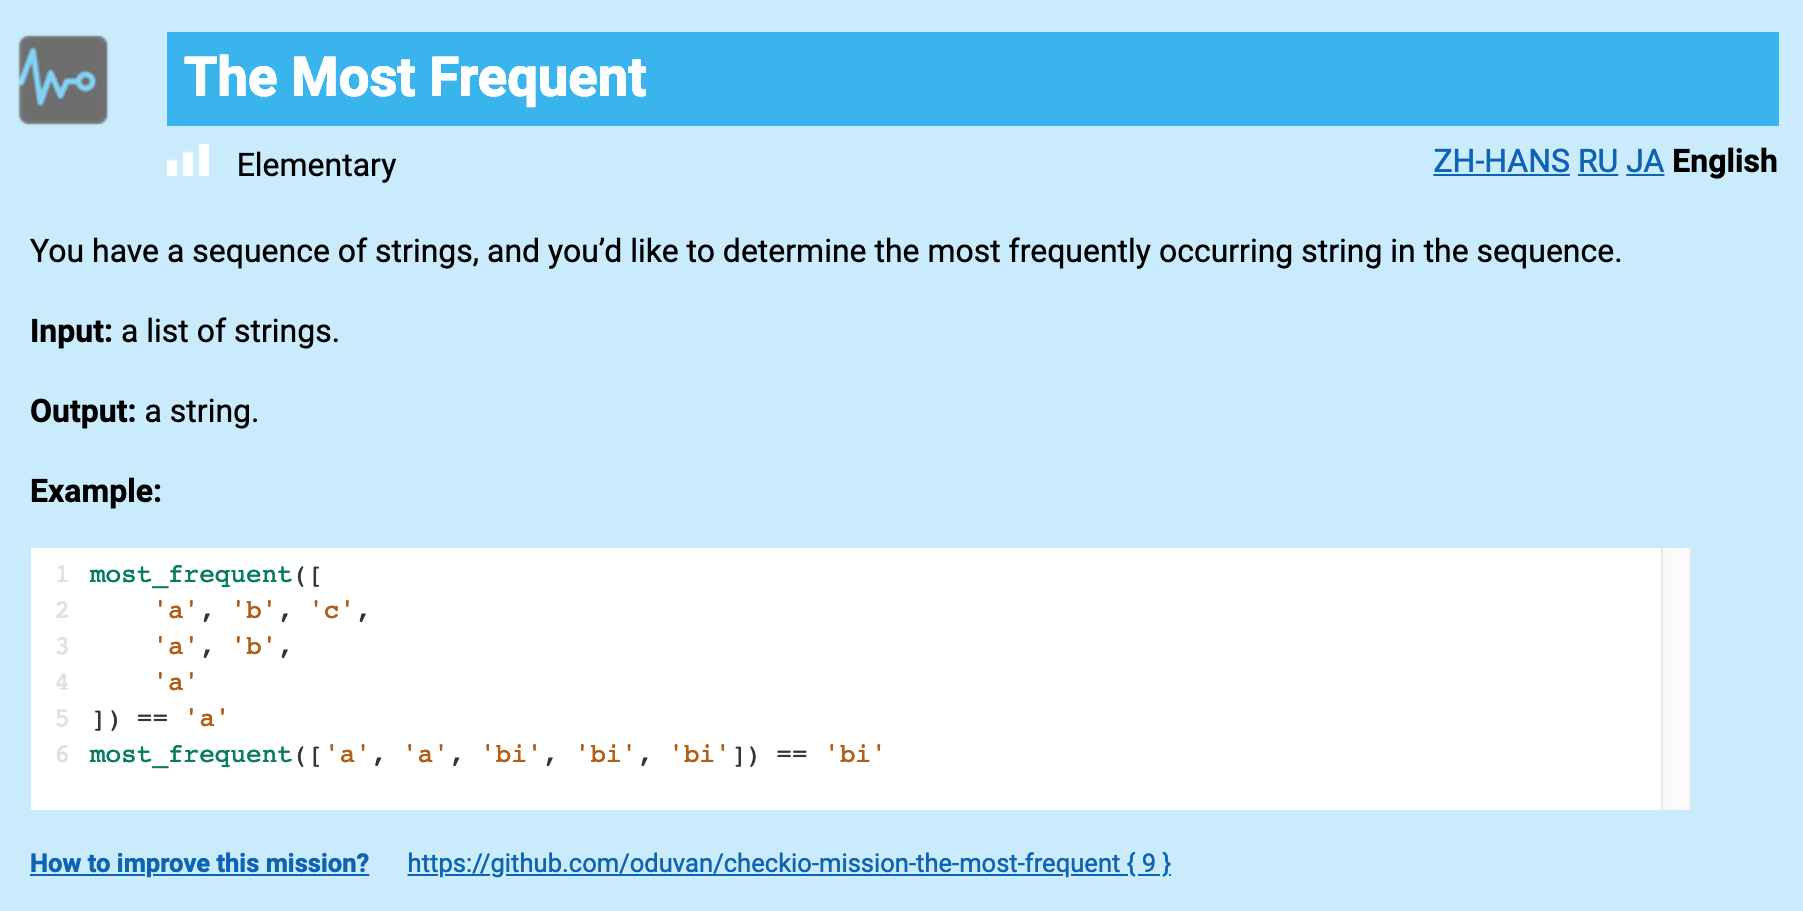 The Most Frequent
Elementary
ZH-HANS RU JA English
You have a sequence of strings, and you’d like to determine the most frequently occurring string in the sequence.
Input: a list of strings.
Output: a string.
Example:
1 most_frequent([
2     'a', 'b', 'c',
3     'a', 'b',
4     'a'
5 ]) == 'a'
6 most_frequent(['a', 'a', 'bi', 'bi', 'bi']) == 'bi'
How to improve this mission? https://github.com/oduvan/checkio-mission-the-most-frequent { 9 }